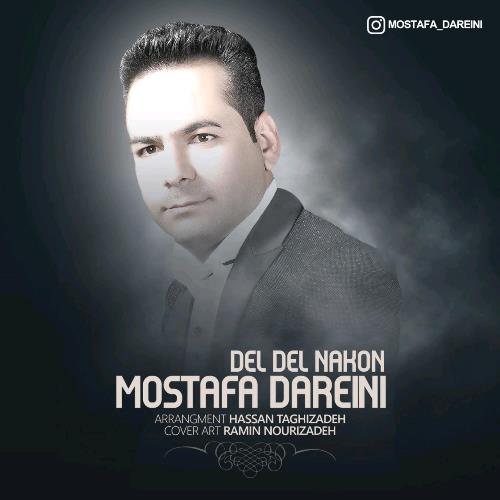 MOSTAFA_DAREINI
DEL DEL NAKON
MOSTAFA DAREINI
ARRANGMENT HASSAN TAGHIZADEH
COVER ART RAMIN NOURIZADEH